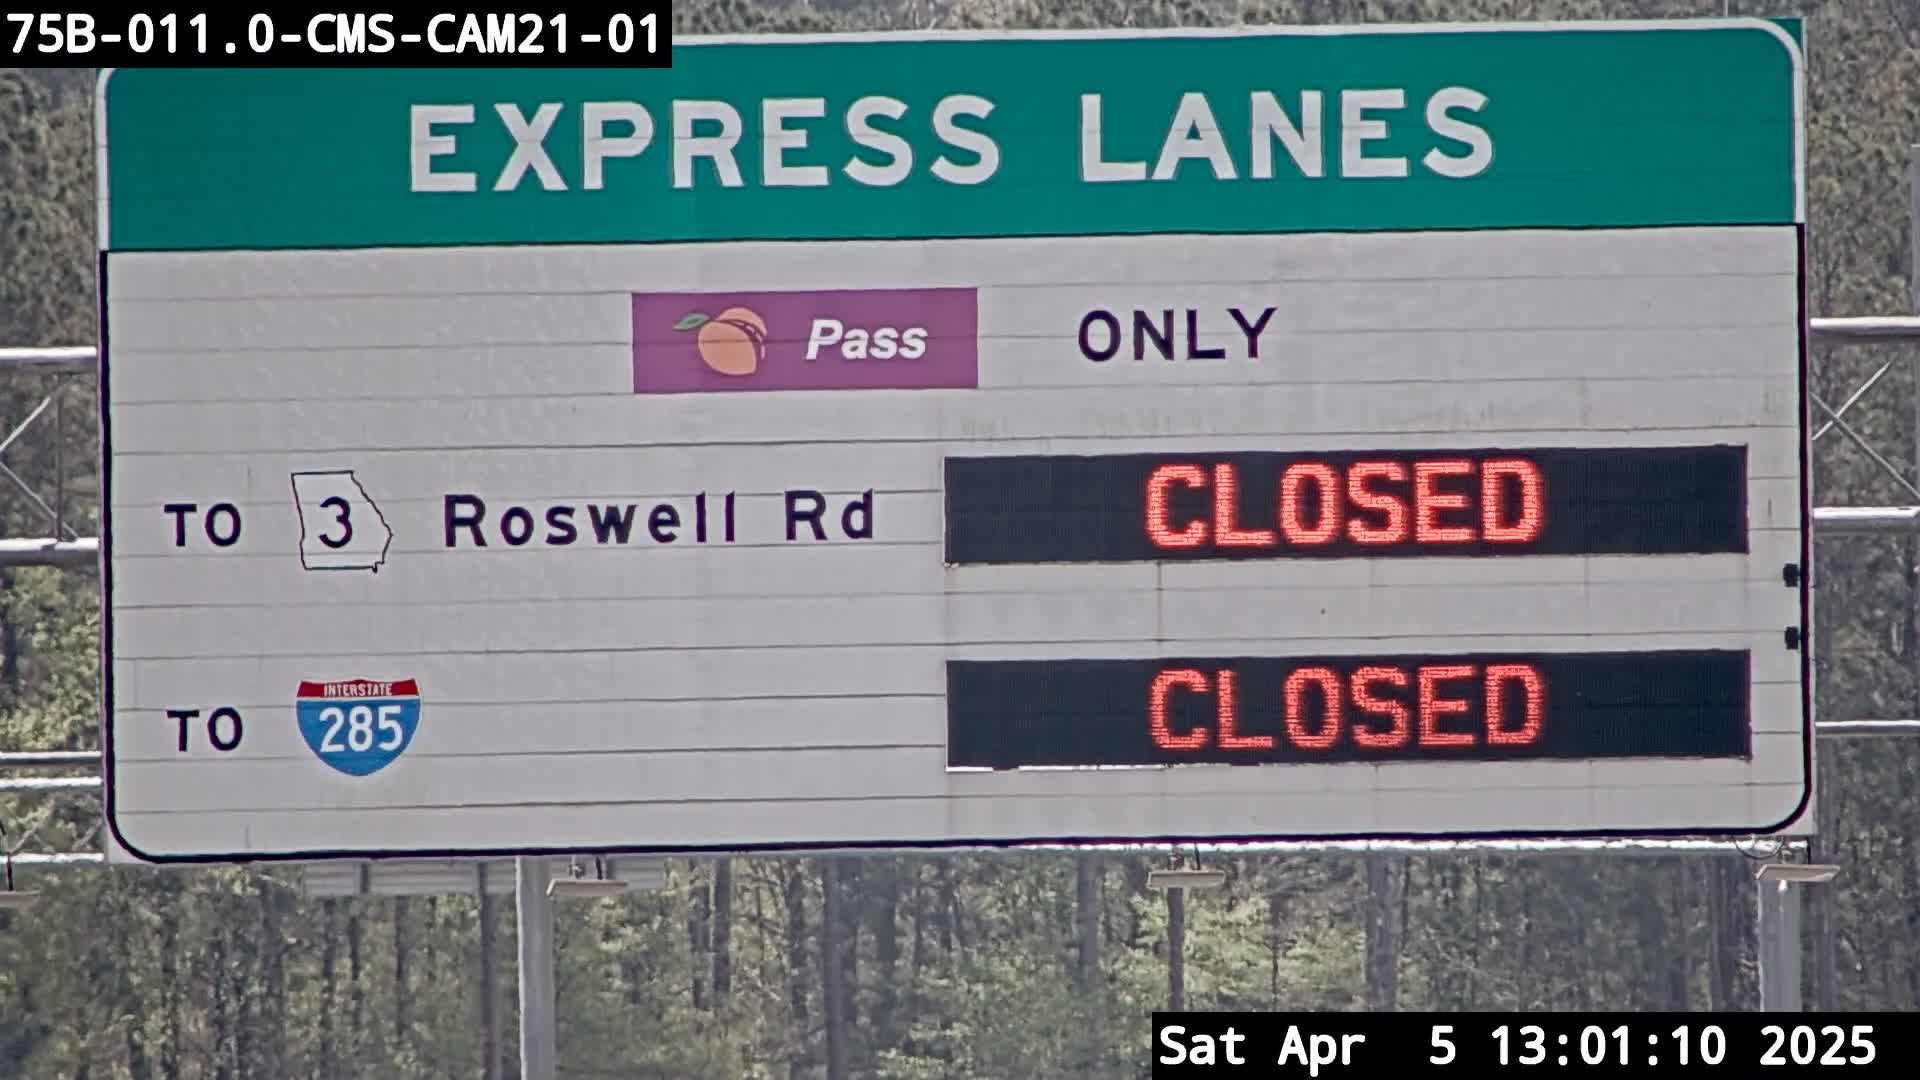 75B-011.0-CMS-CAM21-01
EXPRESS LANES
Pass ONLY
TO 3 Roswell Rd CLOSED
INTERSTATE
TO 285 CLOSED
Sat Apr 5 13:01:10 2025